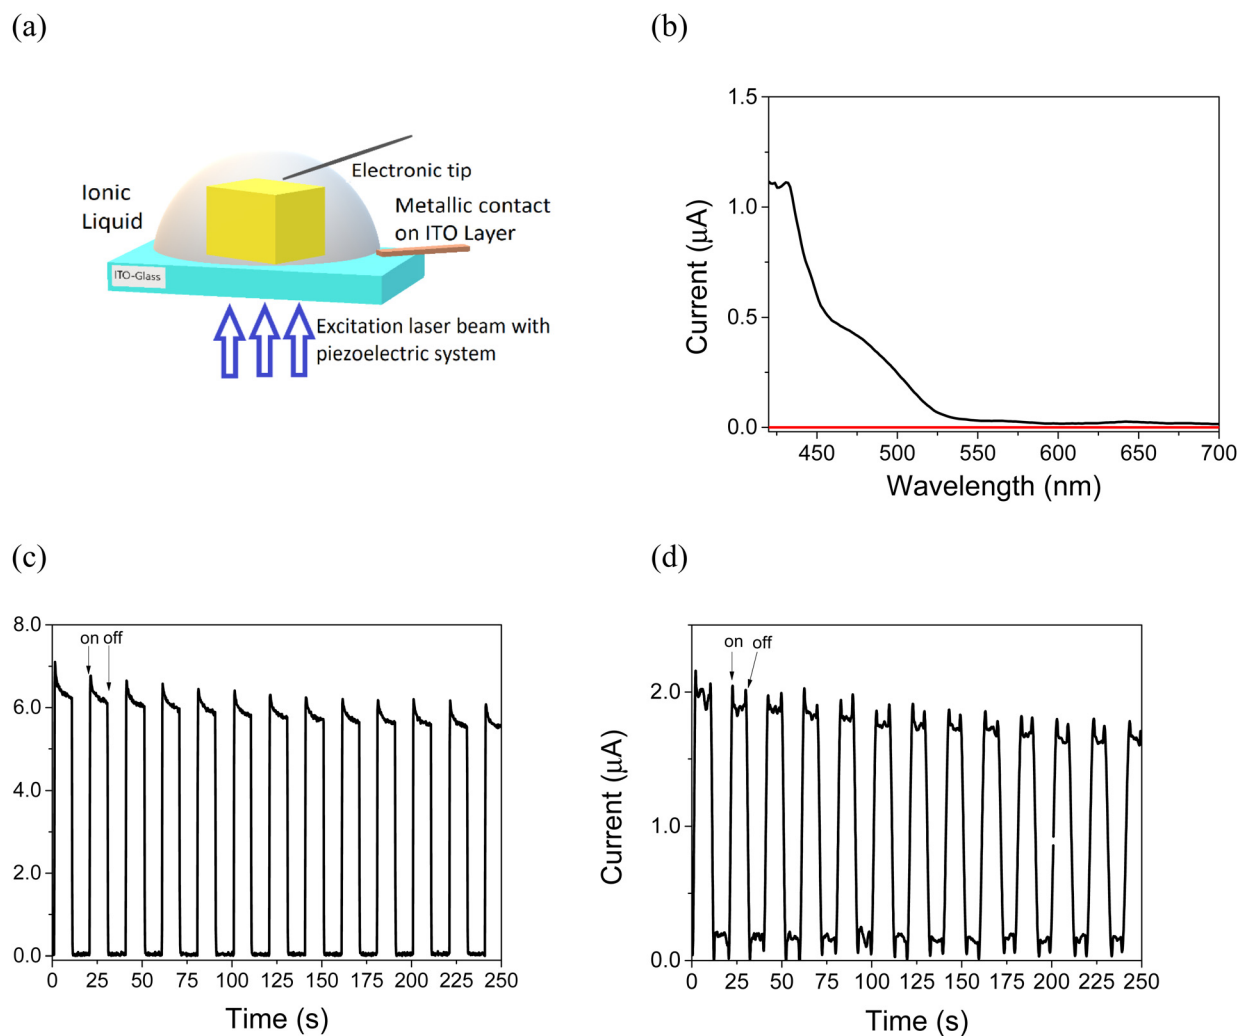 (a)
Ionic
Liquid
Electronic tip
Metallic contact
on ITO Layer
ITO-Glass
Excitation laser beam with
piezoelectric system
(b)
1.5
1.0
0.5
0.0
Current (μA)
450 500 550 600 650 700
Wavelength (nm)
(c)
8.0
6.0
4.0
2.0
0.0
on off
0 25 50 75 100 125 150 175 200 225 250
Time (s)
(d)
2.0
1.0
0.0
Current (μA)
on
off
0 25 50 75 100 125 150 175 200 225 250
Time (s)